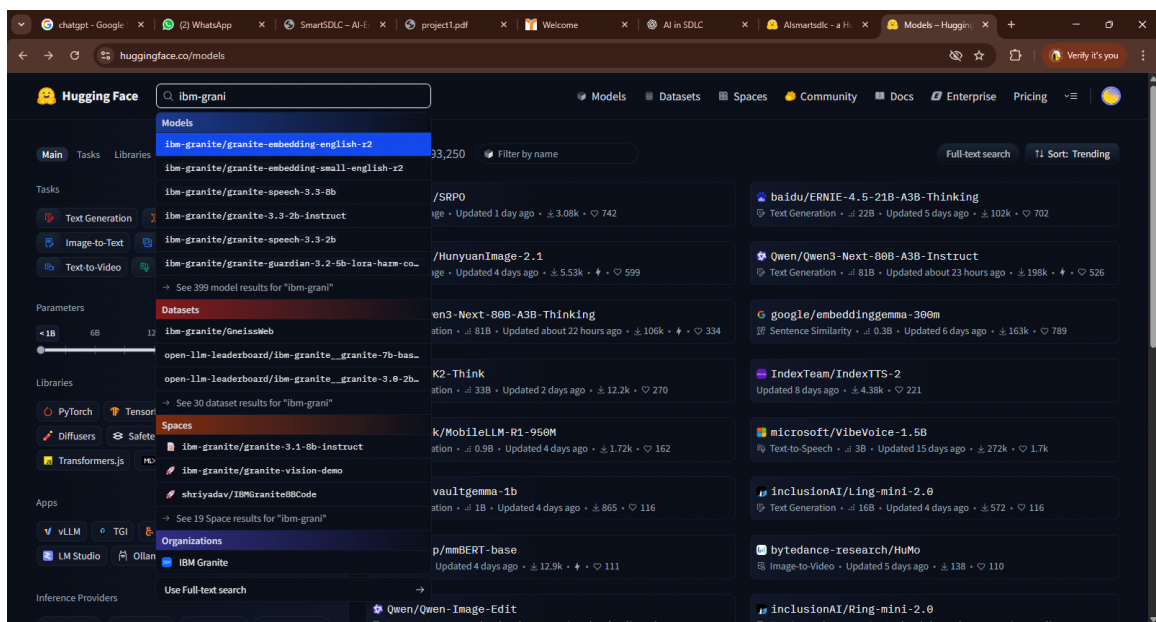 chatgpt - Google
(2) WhatsApp
SmartSDLC – AI-E
project1.pdf
Welcome
AI in SDLC
AIsmartsdlc - a H
Models – Hugging
huggingface.co/models
Verify it's you
Hugging Face
ibm-grani
Models
Datasets
Spaces
Community
Docs
Enterprise
Pricing
Main
Tasks
Libraries
Tasks
Text Generation
Image-to-Text
Text-to-Video
Parameters
<1B
6B
12
Libraries
PyTorch
Tensor
Diffusers
Safete
Transformers.js
Apps
vLLM
TGI
LM Studio
Ollan
Inference Providers
Models
ibm-granite/granite-embedding-english-r2
ibm-granite/granite-embedding-small-english-r2
ibm-granite/granite-speech-3.3-8b
ibm-granite/granite-3.3-2b-instruct
ibm-granite/granite-speech-3.3-2b
ibm-granite/granite-guardian-3.2-5b-lora-harm-co…
→ See 399 model results for "ibm-grani"
Datasets
ibm-granite/GneissWeb
open-llm-leaderboard/ibm-granite__granite-7b-bas…
open-llm-leaderboard/ibm-granite__granite-3.0-2b…
→ See 30 dataset results for "ibm-grani"
Spaces
ibm-granite/granite-3.1-8b-instruct
ibm-granite/granite-vision-demo
shriyadav/IBMGranite8BCode
→ See 19 Space results for "ibm-grani"
Organizations
IBM Granite
Use Full-text search →
93,250
Filter by name
Full-text search
↑↓ Sort: Trending
/SRPO
age • Updated 1 day ago • 3.08k • ♡ 742
/HunyuanImage-2.1
age • Updated 4 days ago • 5.53k • ♡ 599
en3-Next-80B-A3B-Thinking
ation • 81B • Updated about 22 hours ago • 106k • ♡ 334
K2-Think
ation • 33B • Updated 2 days ago • 12.2k • ♡ 270
k/MobileLLM-R1-950M
ation • 0.9B • Updated 4 days ago • 1.72k • ♡ 162
vaultgemma-1b
ation • 1B • Updated 4 days ago • 865 • ♡ 116
p/mmBERT-base
Updated 4 days ago • 12.9k • ♡ 111
Qwen/Qwen-Image-Edit
baidu/ERNIE-4.5-21B-A3B-Thinking
Text Generation • 22B • Updated 5 days ago • 102k • ♡ 702
Qwen/Qwen3-Next-80B-A3B-Instruct
Text Generation • 81B • Updated about 23 hours ago • 198k • ♡ 526
google/embeddinggemma-300m
Sentence Similarity • 0.3B • Updated 6 days ago • 163k • ♡ 789
IndexTeam/IndexTTS-2
Updated 8 days ago • 4.38k • ♡ 221
microsoft/VibeVoice-1.5B
Text-to-Speech • 3B • Updated 15 days ago • 272k • ♡ 1.7k
inclusionAI/Ling-mini-2.0
Text Generation • 16B • Updated 4 days ago • 572 • ♡ 116
bytedance-research/HuMo
Image-to-Video • Updated 5 days ago • 138 • ♡ 110
inclusionAI/Ring-mini-2.0